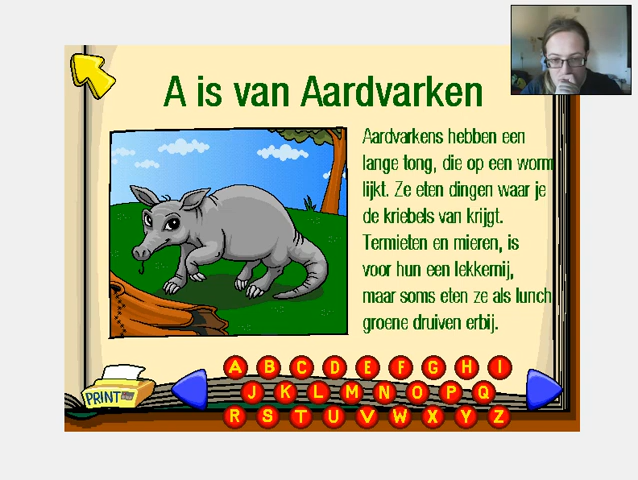 A is van Aardvarken
Aardvarkens hebben een
lange tong, die op een worm
lijkt. Ze eten dingen waar je
de kriebels van krijgt.
Termieten en mieren, is
voor hun een lekkernij,
maar soms eten ze als lunch
groene druiven erbij.
PRINT
A B C D E F G H I
J K L M N O P Q
R S T U V W X Y Z